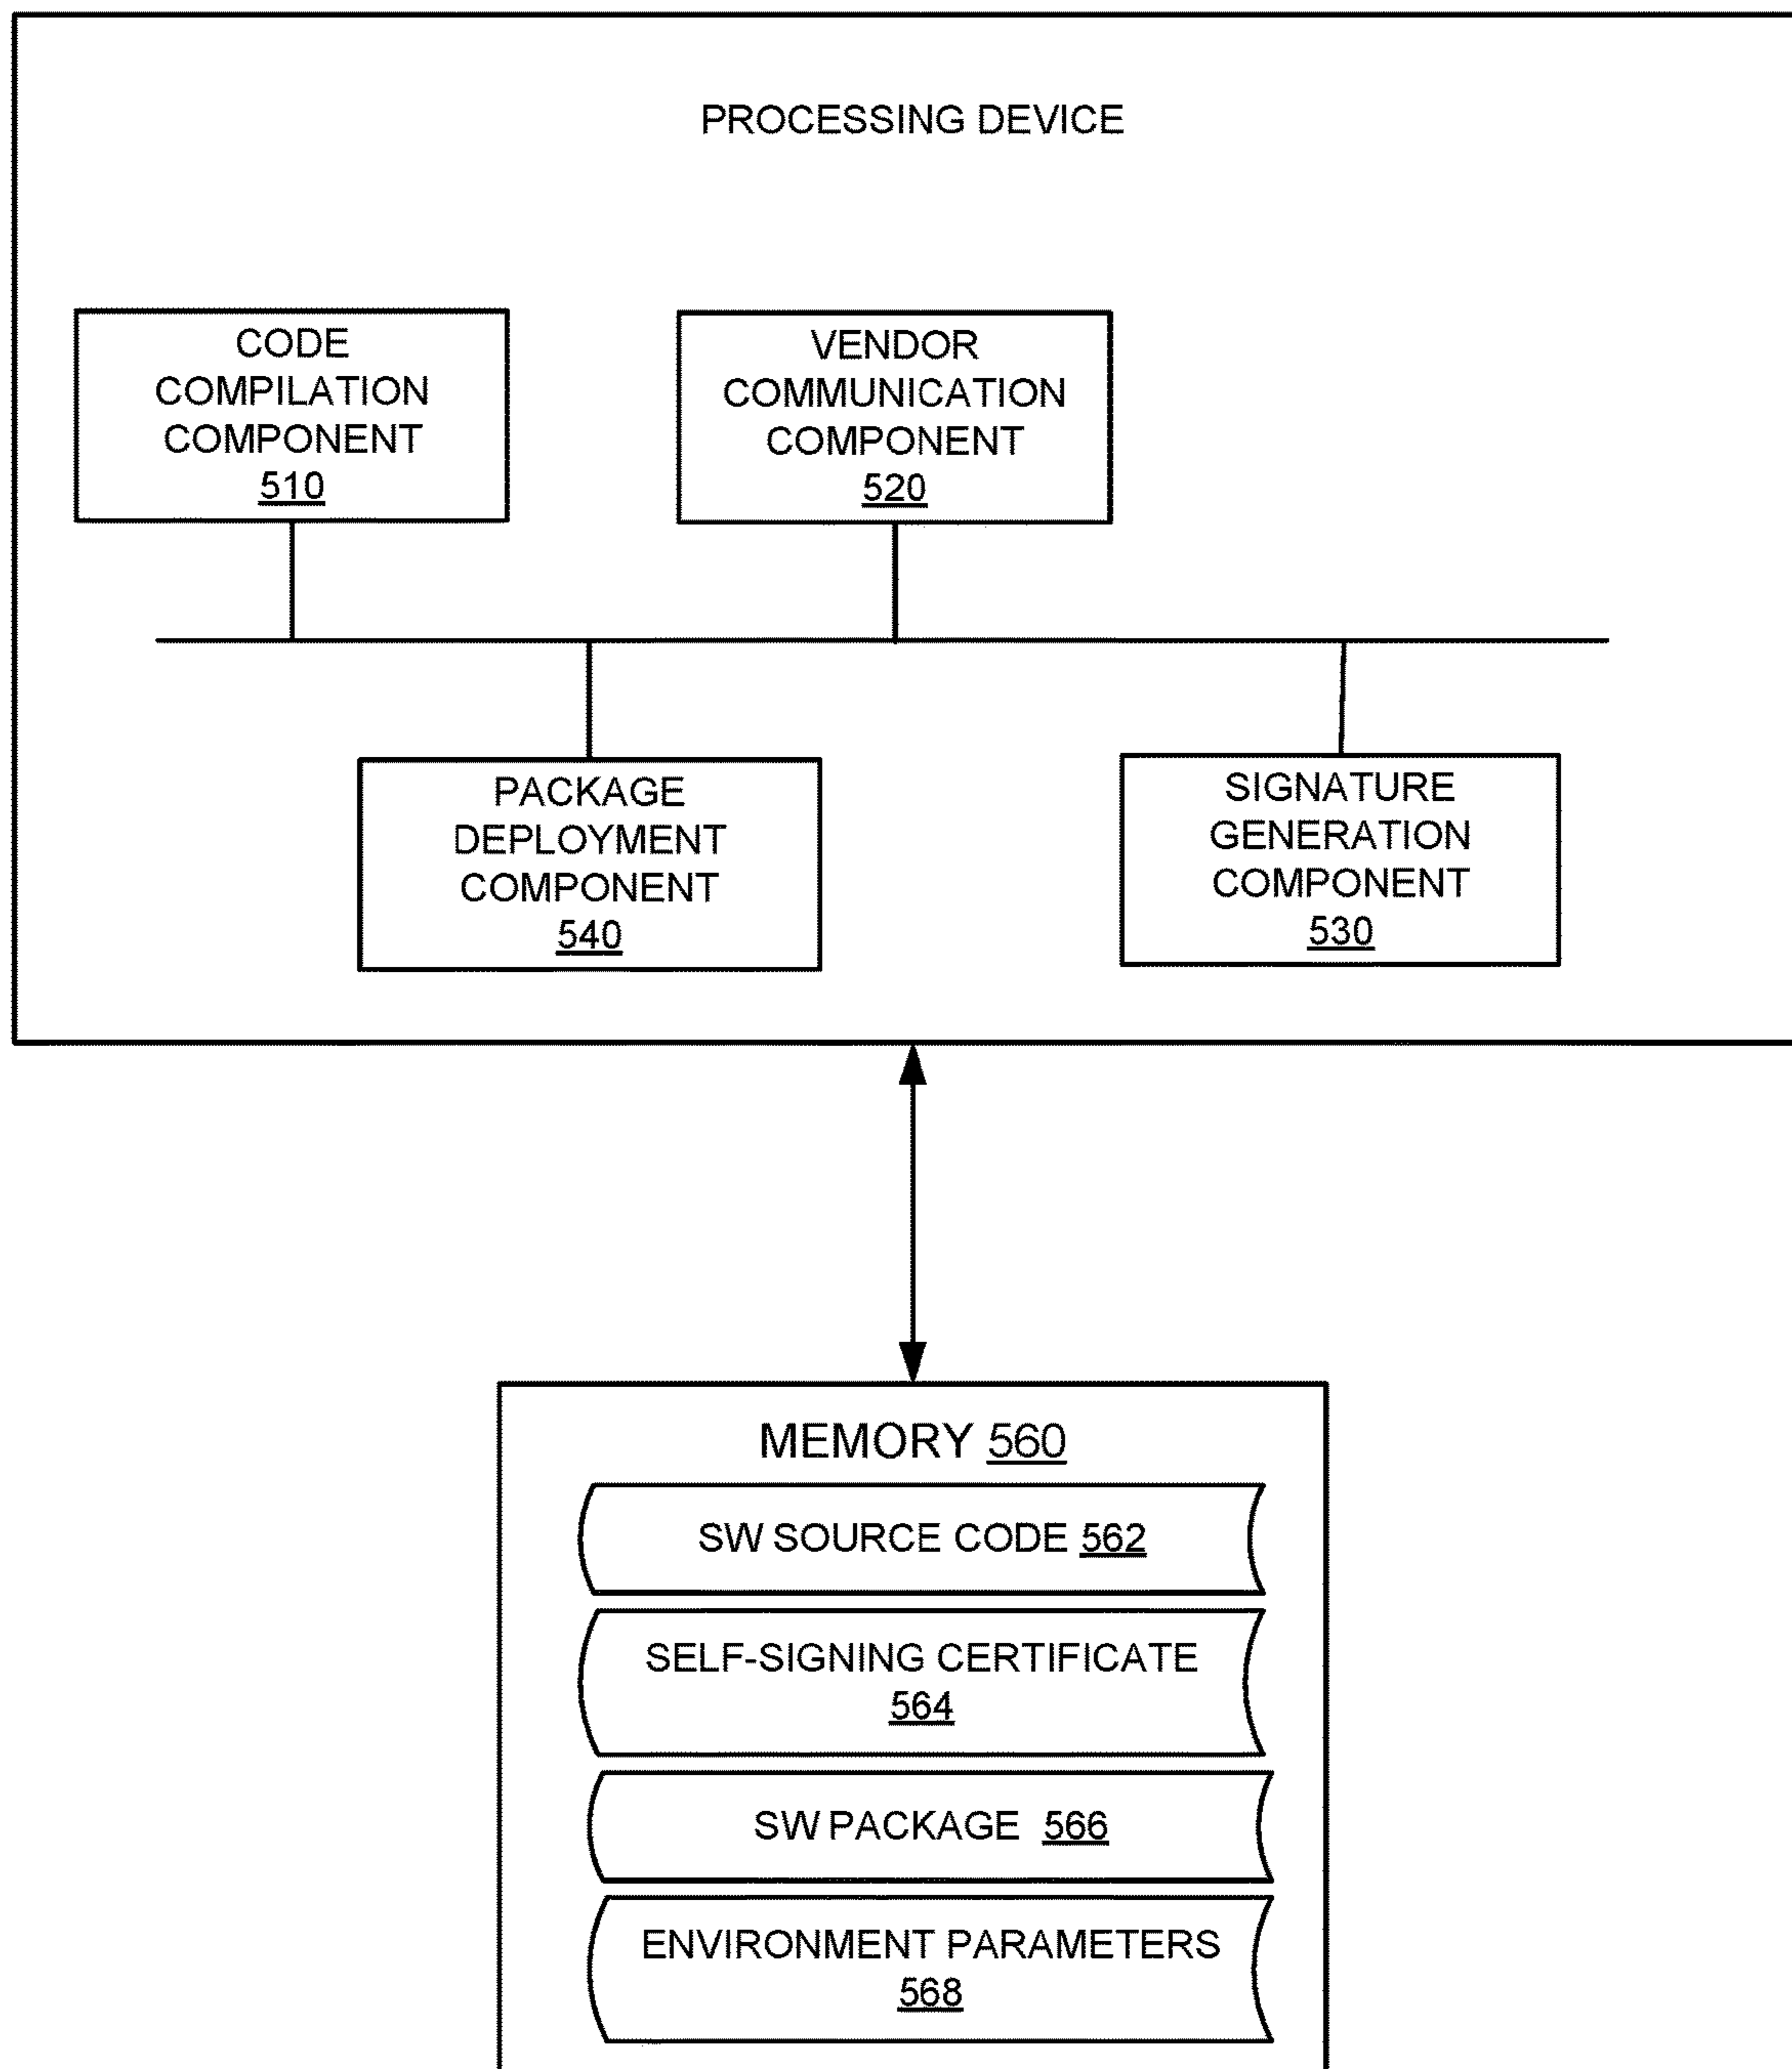 PROCESSING DEVICE
CODE
COMPILATION
COMPONENT
510
VENDOR
COMMUNICATION
COMPONENT
520
PACKAGE
DEPLOYMENT
COMPONENT
540
SIGNATURE
GENERATION
COMPONENT
530
MEMORY 560
SW SOURCE CODE 562
SELF-SIGNING CERTIFICATE
564
SW PACKAGE 566
ENVIRONMENT PARAMETERS
568